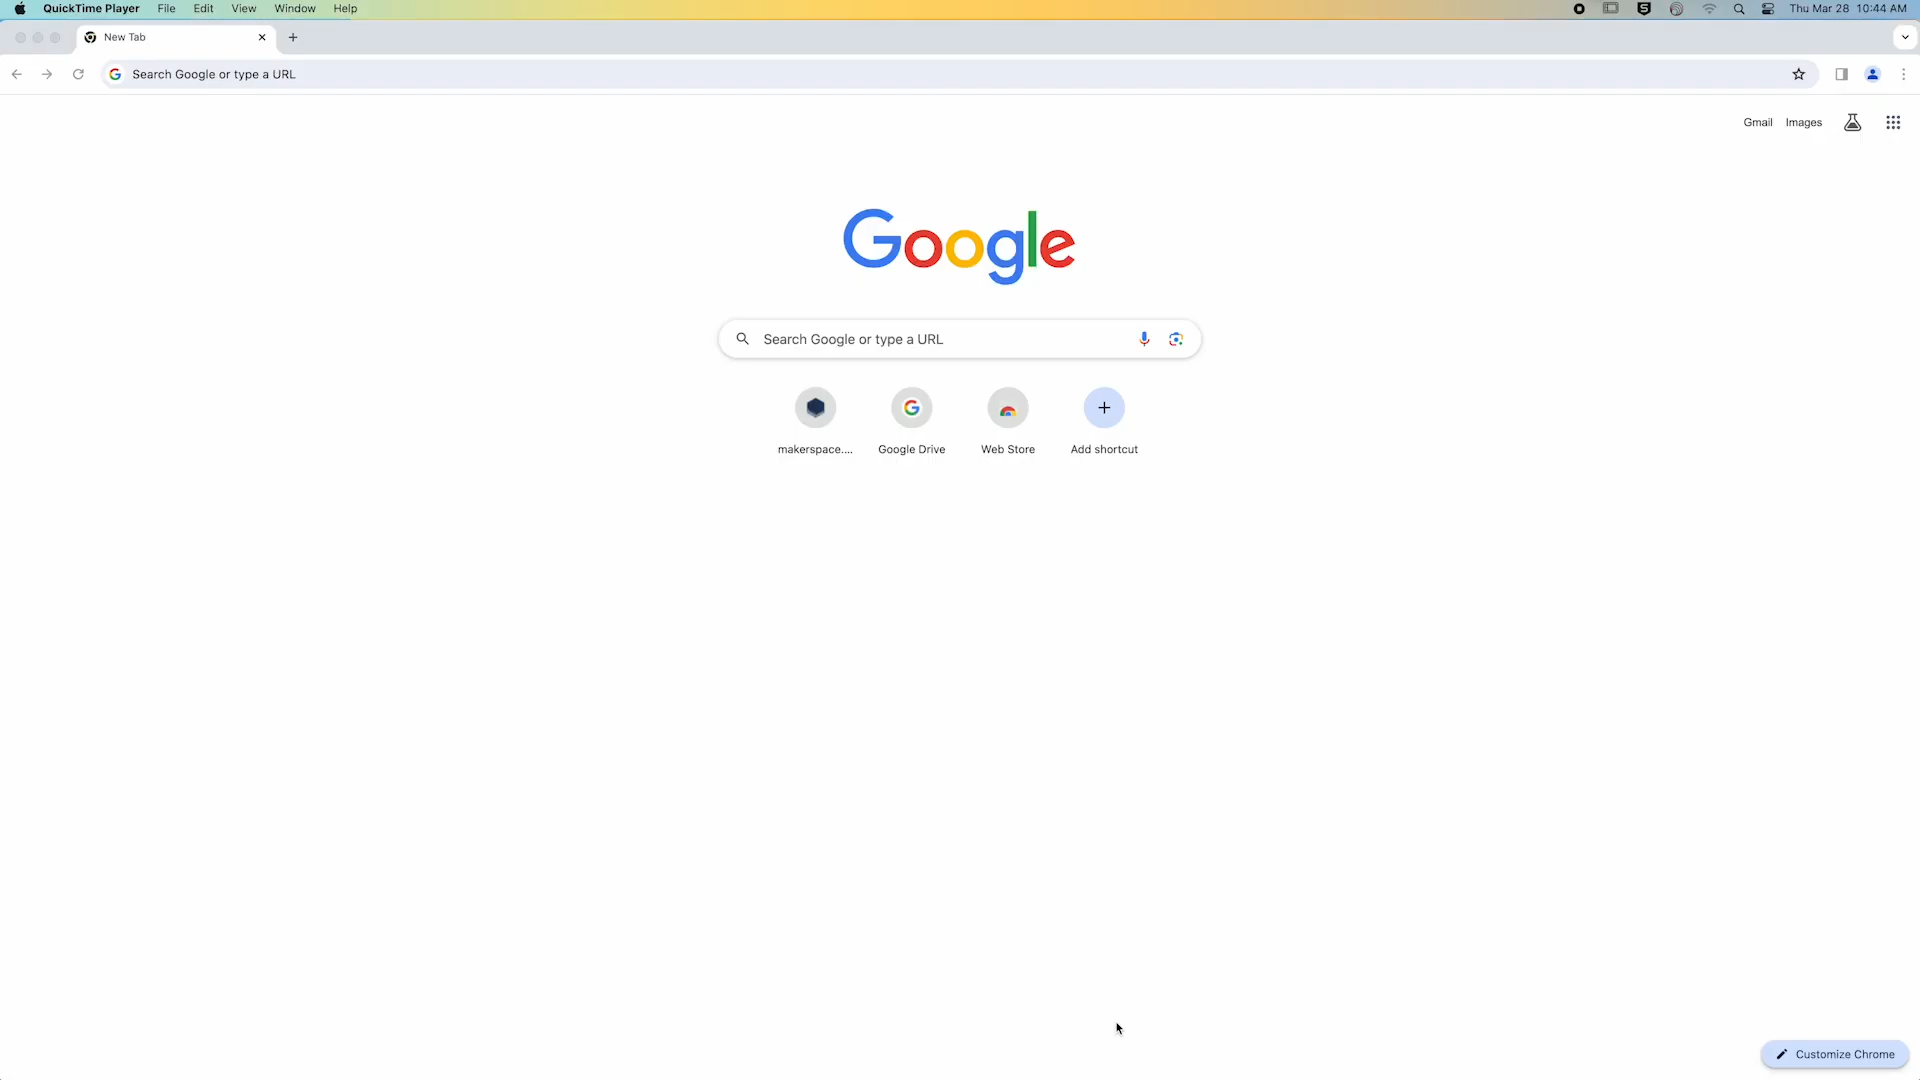 QuickTime Player File Edit View Window Help Thu Mar 28 10:44 AM
New Tab
Search Google or type a URL
Gmail Images
Google
Search Google or type a URL
makerspace.... Google Drive Web Store Add shortcut
Customize Chrome